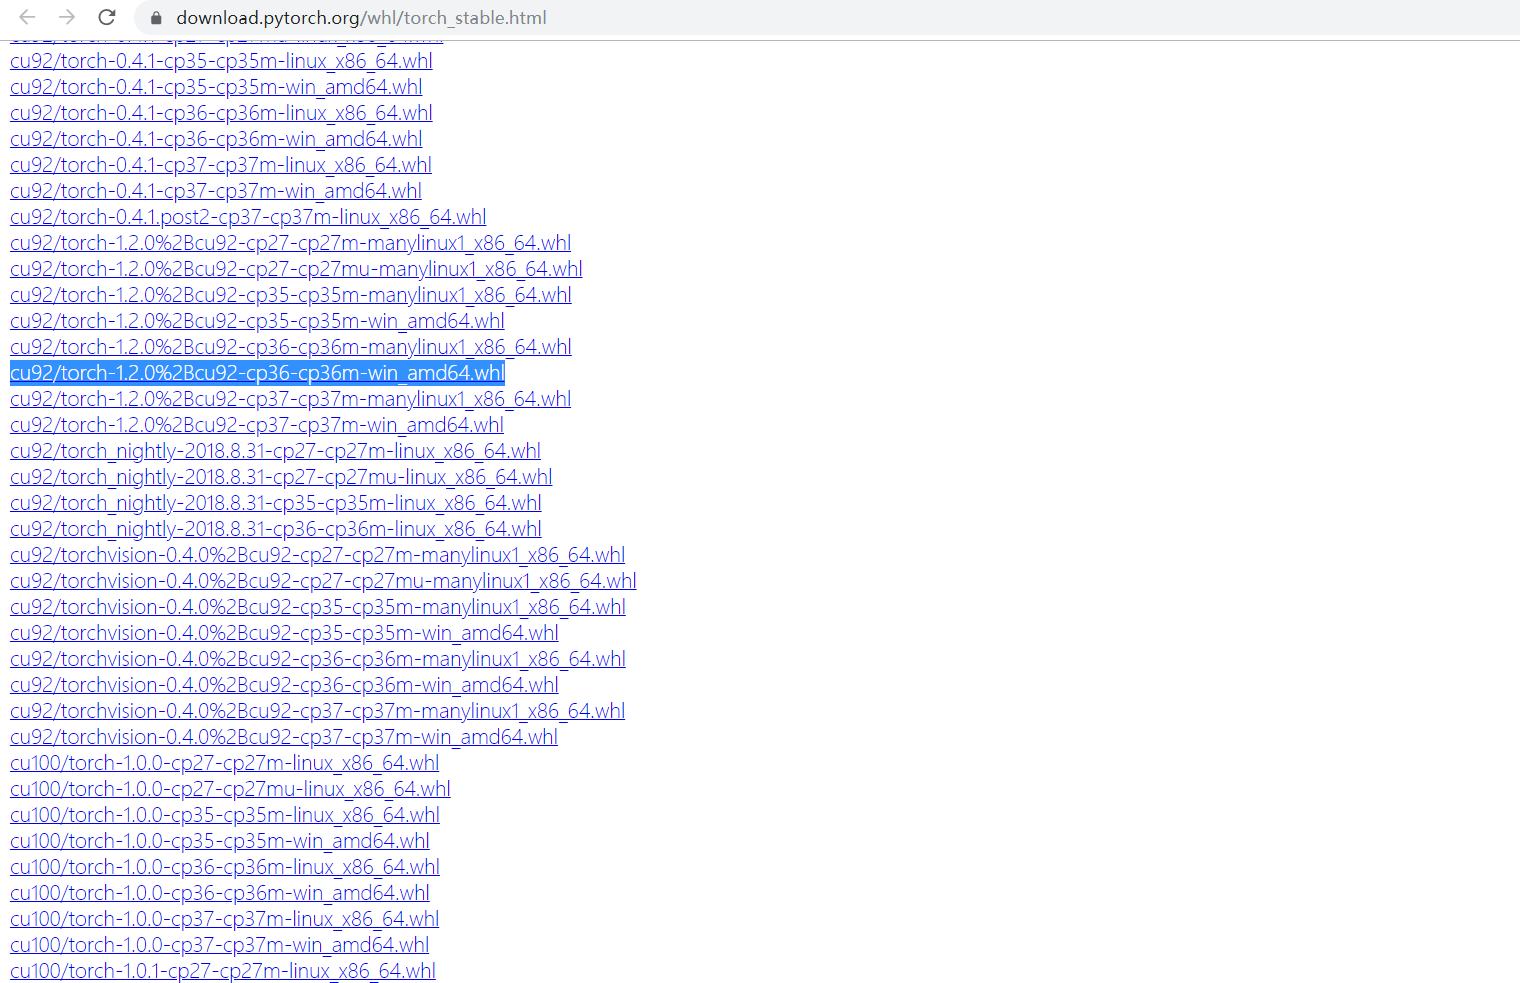 download.pytorch.org/whl/torch_stable.html
cu92/torch-0.4.1-cp35-cp35m-linux_x86_64.whl
cu92/torch-0.4.1-cp35-cp35m-win_amd64.whl
cu92/torch-0.4.1-cp36-cp36m-linux_x86_64.whl
cu92/torch-0.4.1-cp36-cp36m-win_amd64.whl
cu92/torch-0.4.1-cp37-cp37m-linux_x86_64.whl
cu92/torch-0.4.1-cp37-cp37m-win_amd64.whl
cu92/torch-0.4.1.post2-cp37-cp37m-linux_x86_64.whl
cu92/torch-1.2.0%2Bcu92-cp27-cp27m-manylinux1_x86_64.whl
cu92/torch-1.2.0%2Bcu92-cp27-cp27mu-manylinux1_x86_64.whl
cu92/torch-1.2.0%2Bcu92-cp35-cp35m-manylinux1_x86_64.whl
cu92/torch-1.2.0%2Bcu92-cp35-cp35m-win_amd64.whl
cu92/torch-1.2.0%2Bcu92-cp36-cp36m-manylinux1_x86_64.whl
cu92/torch-1.2.0%2Bcu92-cp36-cp36m-win_amd64.whl
cu92/torch-1.2.0%2Bcu92-cp37-cp37m-manylinux1_x86_64.whl
cu92/torch-1.2.0%2Bcu92-cp37-cp37m-win_amd64.whl
cu92/torch_nightly-2018.8.31-cp27-cp27m-linux_x86_64.whl
cu92/torch_nightly-2018.8.31-cp27-cp27mu-linux_x86_64.whl
cu92/torch_nightly-2018.8.31-cp35-cp35m-linux_x86_64.whl
cu92/torch_nightly-2018.8.31-cp36-cp36m-linux_x86_64.whl
cu92/torchvision-0.4.0%2Bcu92-cp27-cp27m-manylinux1_x86_64.whl
cu92/torchvision-0.4.0%2Bcu92-cp27-cp27mu-manylinux1_x86_64.whl
cu92/torchvision-0.4.0%2Bcu92-cp35-cp35m-manylinux1_x86_64.whl
cu92/torchvision-0.4.0%2Bcu92-cp35-cp35m-win_amd64.whl
cu92/torchvision-0.4.0%2Bcu92-cp36-cp36m-manylinux1_x86_64.whl
cu92/torchvision-0.4.0%2Bcu92-cp36-cp36m-win_amd64.whl
cu92/torchvision-0.4.0%2Bcu92-cp37-cp37m-manylinux1_x86_64.whl
cu92/torchvision-0.4.0%2Bcu92-cp37-cp37m-win_amd64.whl
cu100/torch-1.0.0-cp27-cp27m-linux_x86_64.whl
cu100/torch-1.0.0-cp27-cp27mu-linux_x86_64.whl
cu100/torch-1.0.0-cp35-cp35m-linux_x86_64.whl
cu100/torch-1.0.0-cp35-cp35m-win_amd64.whl
cu100/torch-1.0.0-cp36-cp36m-linux_x86_64.whl
cu100/torch-1.0.0-cp36-cp36m-win_amd64.whl
cu100/torch-1.0.0-cp37-cp37m-linux_x86_64.whl
cu100/torch-1.0.0-cp37-cp37m-win_amd64.whl
cu100/torch-1.0.1-cp27-cp27m-linux_x86_64.whl